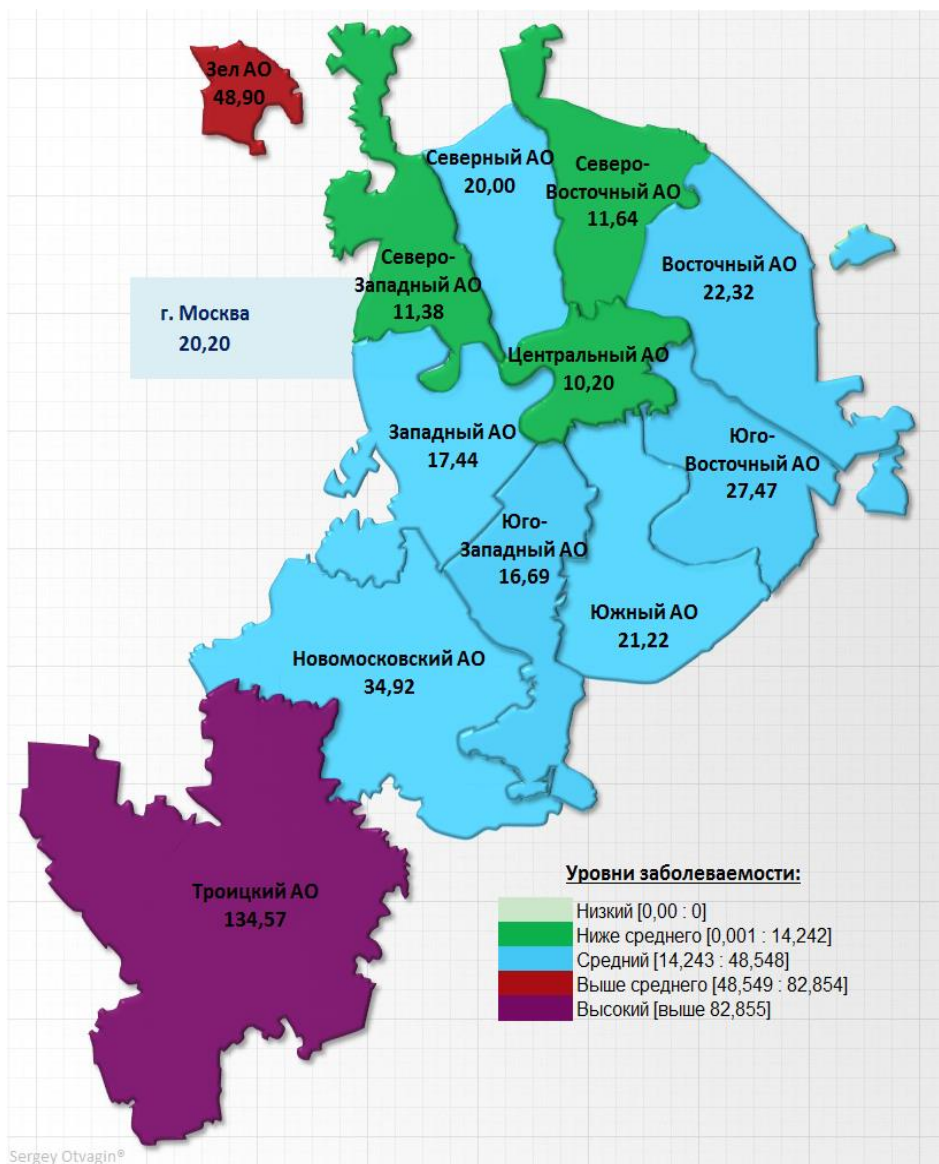 Зел АО
48,90
Северный АО
20,00
Северо-
Восточный АО
11,64
Северо-
Западный АО
11,38
Восточный АО
22,32
г. Москва
20,20
Центральный АО
10,20
Западный АО
17,44
Юго-
Восточный АО
27,47
Юго-
Западный АО
16,69
Южный АО
21,22
Новомосковский АО
34,92
Троицкий АО
134,57
Уровни заболеваемости:
Низкий [0,00 : 0]
Ниже среднего [0,001 : 14,242]
Средний [14,243 : 48,548]
Выше среднего [48,549 : 82,854]
Высокий [выше 82,855]
Sergey Otvagin®